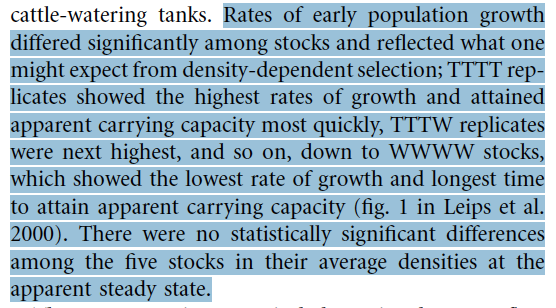 cattle-watering tanks. Rates of early population growth
differed significantly among stocks and reflected what one
might expect from density-dependent selection; TTTT rep-
licates showed the highest rates of growth and attained
apparent carrying capacity most quickly, TTTW replicates
were next highest, and so on, down to WWWW stocks,
which showed the lowest rate of growth and longest time
to attain apparent carrying capacity (fig. 1 in Leips et al.
2000). There were no statistically significant differences
among the five stocks in their average densities at the
apparent steady state.